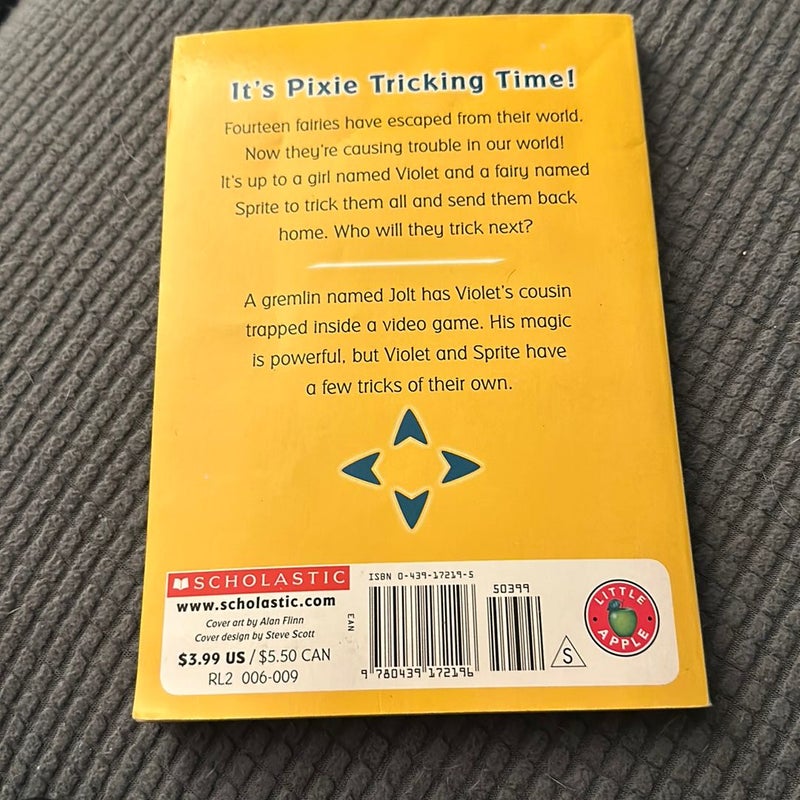 It's Pixie Tricking Time!
Fourteen fairies have escaped from their world.
Now they're causing trouble in our world!
It's up to a girl named Violet and a fairy named
Sprite to trick them all and send them back
home. Who will they trick next?
A gremlin named Jolt has Violet's cousin
trapped inside a video game. His magic
is powerful, but Violet and Sprite have
a few tricks of their own.
SCHOLASTIC
www.scholastic.com
Cover art by Alan Flinn
Cover design by Steve Scott
$3.99 US / $5.50 CAN
RL2 006-009
EAN
ISBN 0-439-17219-5
50399
9 780439 172196
S
LITTLE
APPLE